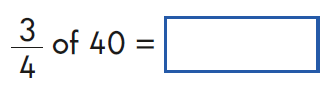 3/4 of 40 =